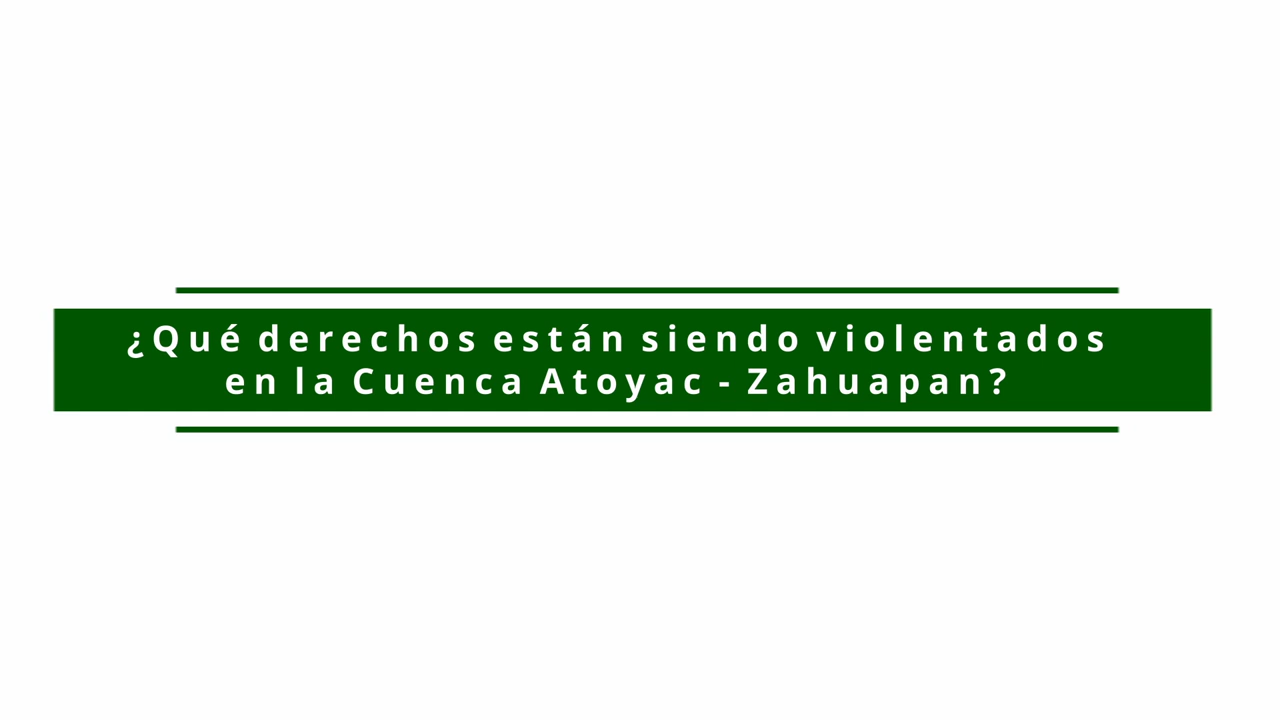 ¿Qué derechos están siendo violentados
en la Cuenca Atoyac - Zahuapan?